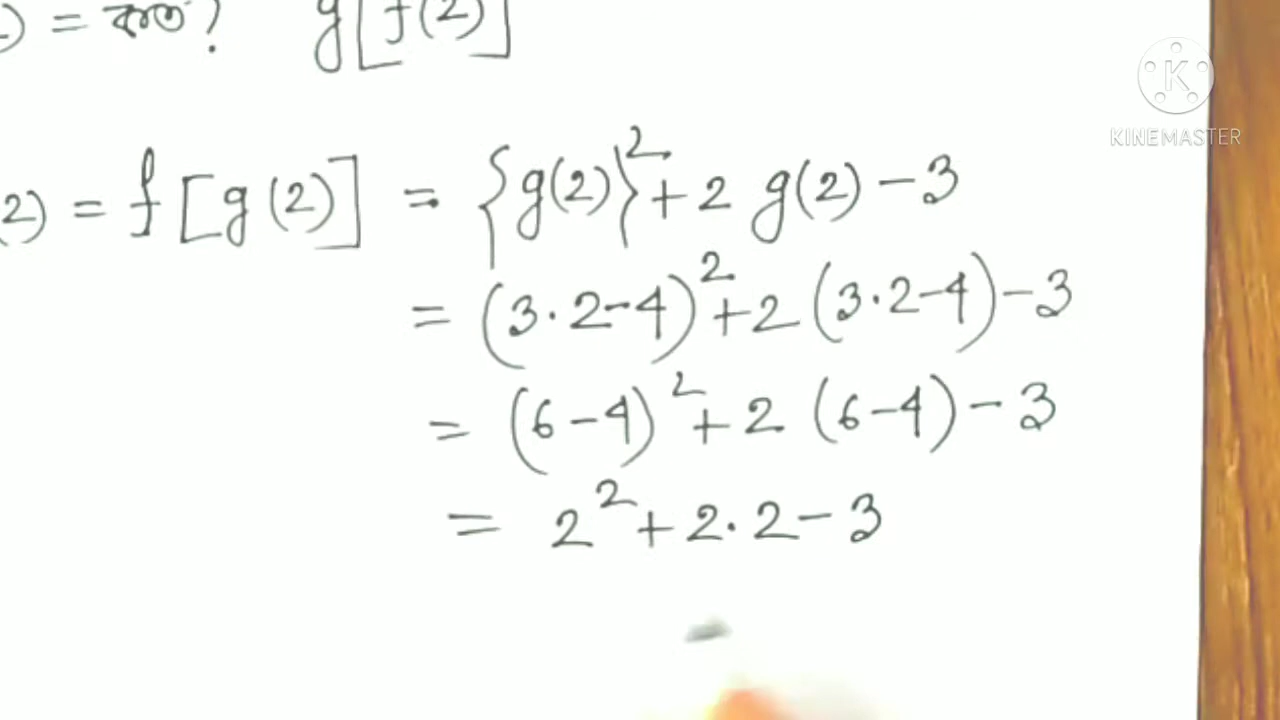 ) = কত? g[f(2)]
KINEMASTER
2) = f[g(2)] = {g(2)}² + 2 g(2) - 3
= (3·2-4)² + 2(3·2-4) - 3
= (6-4)² + 2(6-4) - 3
= 2² + 2·2 - 3